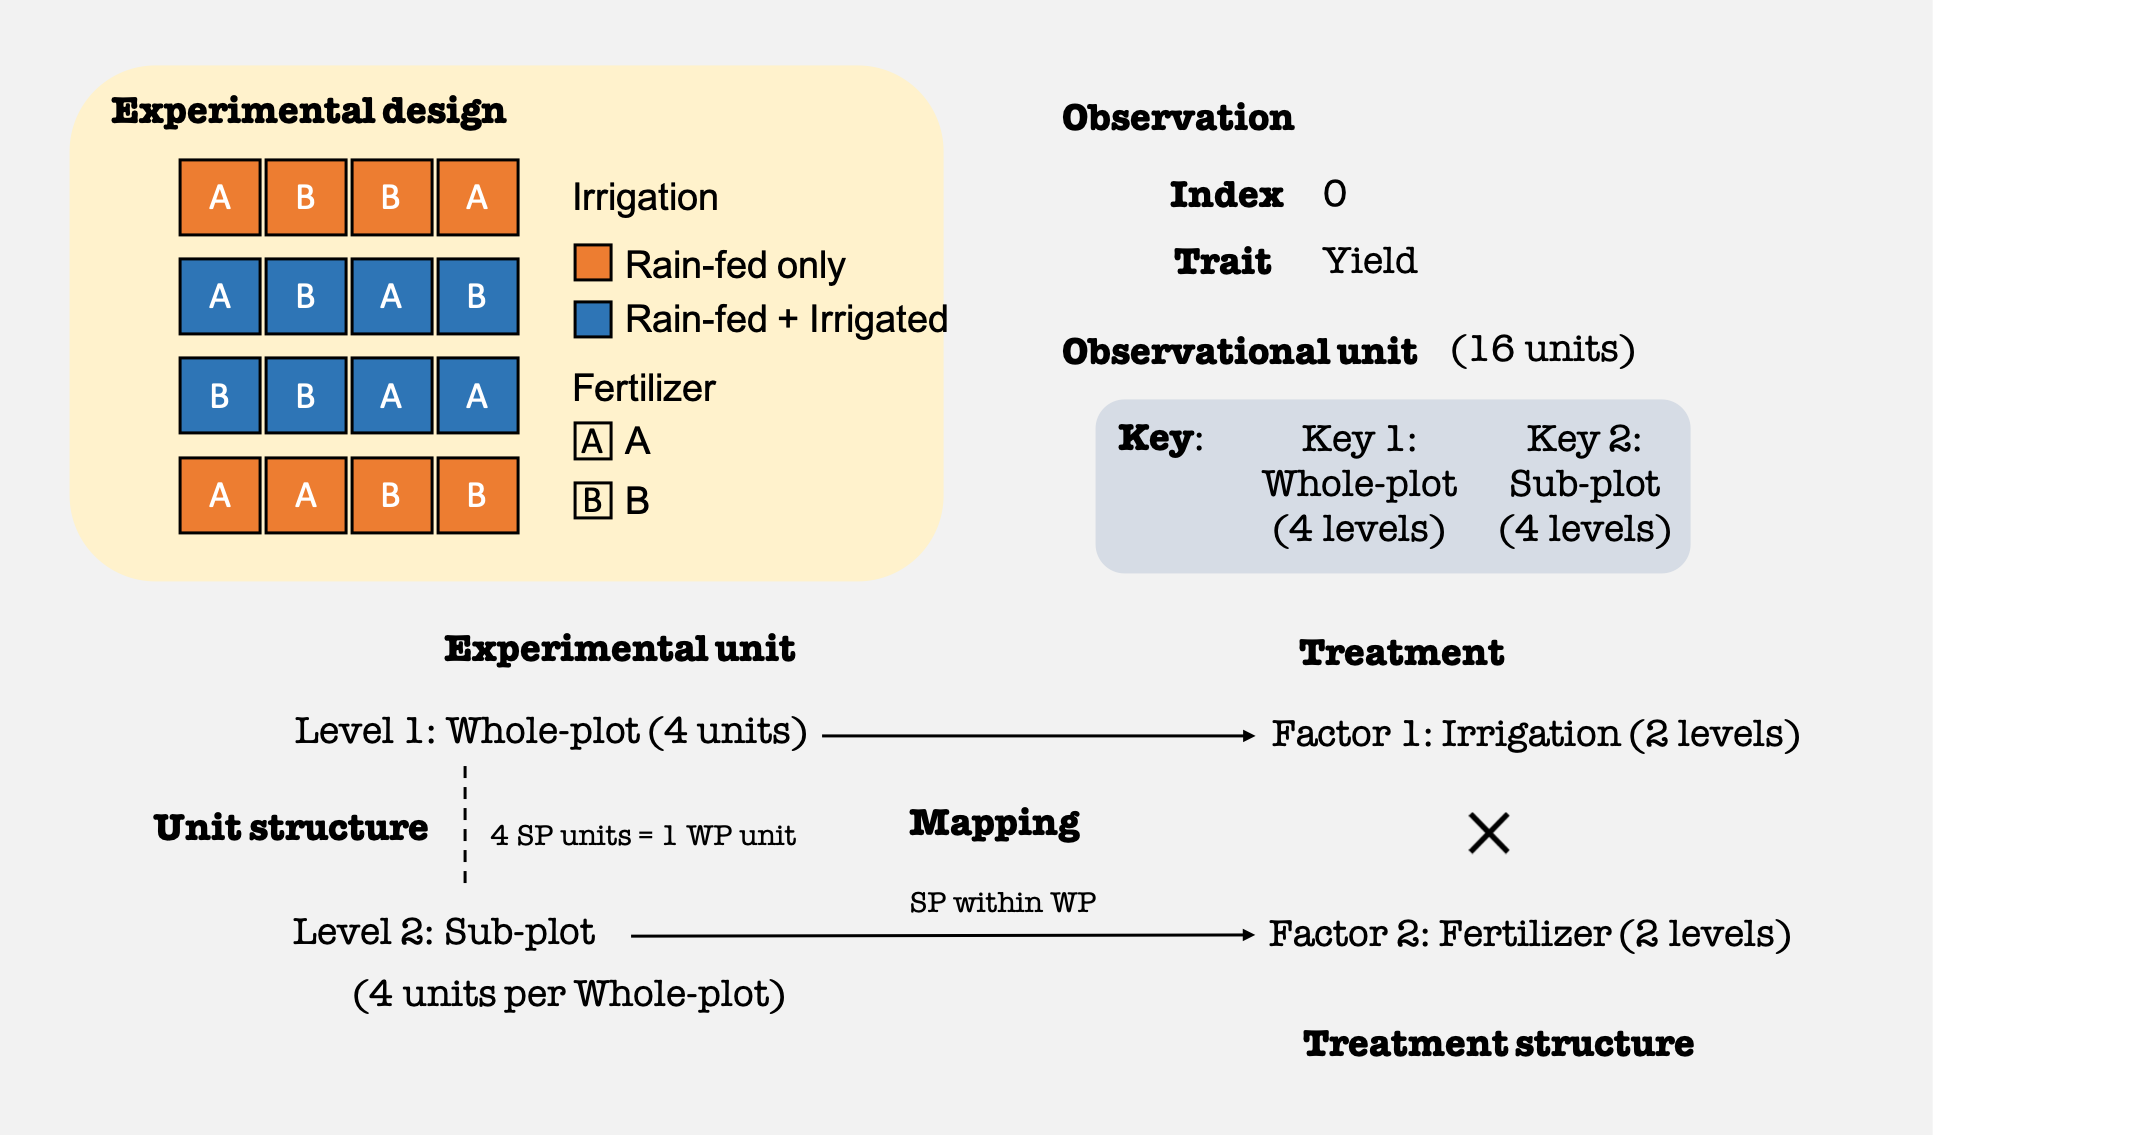 Experimental design
A B B A
A B A B
B B A A
A A B B
Irrigation
Rain-fed only
Rain-fed + Irrigated
Fertilizer
A A
B B
Observation
Index 0
Trait Yield
Observational unit (16 units)
Key: Key 1: Key 2:
Whole-plot Sub-plot
(4 levels) (4 levels)
Experimental unit
Treatment
Level 1: Whole-plot (4 units)
Factor 1: Irrigation (2 levels)
Unit structure
4 SP units = 1 WP unit
Mapping
×
SP within WP
Level 2: Sub-plot
(4 units per Whole-plot)
Factor 2: Fertilizer (2 levels)
Treatment structure